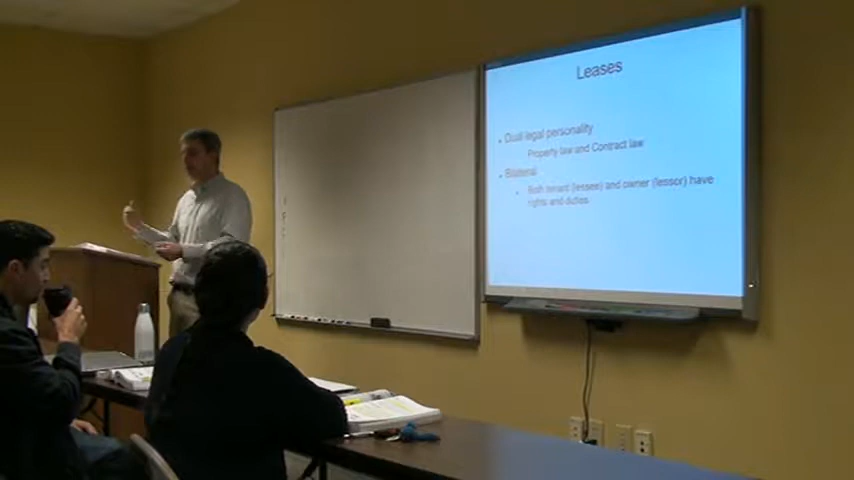 Leases
• Dual legal personality
Property law and Contract law
• Bilateral
• Both tenant (lessee) and owner (lessor) have
rights and duties.